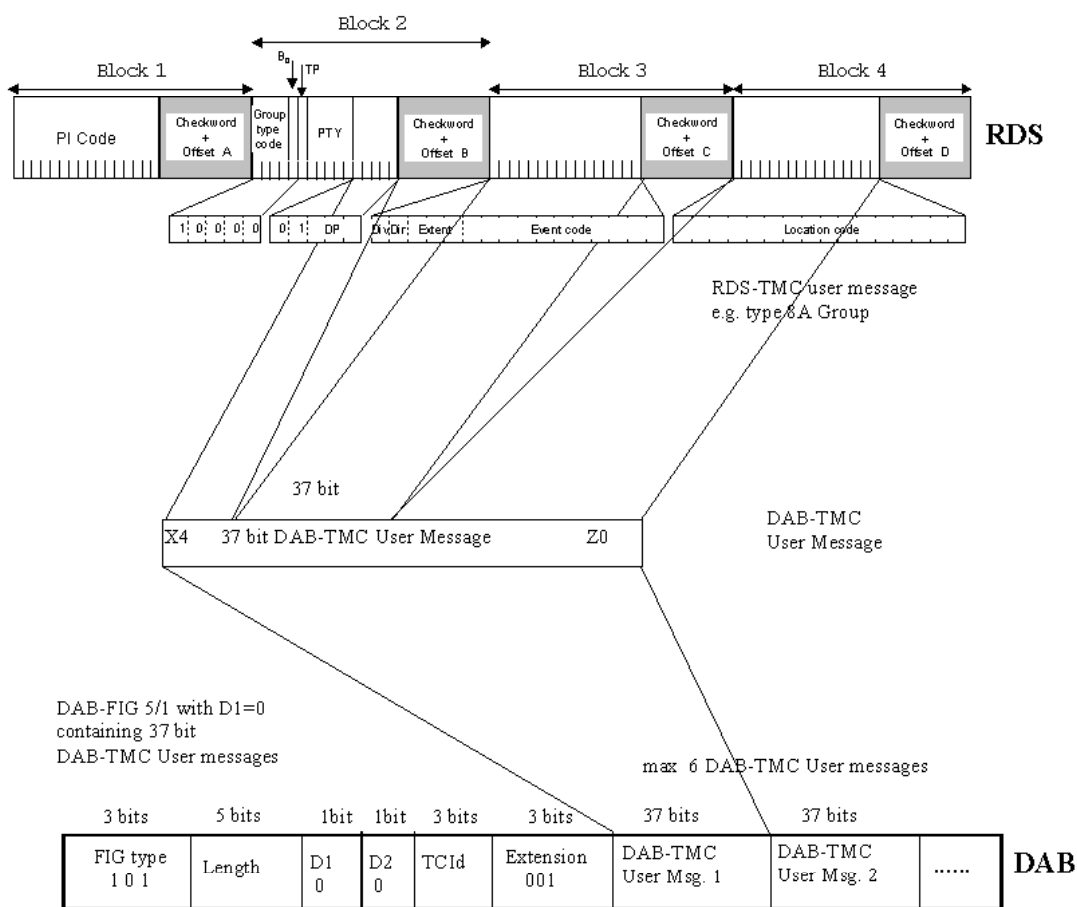 Block 2
B₀
TP
Block 1
Block 3
Block 4
PI Code
Checkword
+
Offset A
Group
type
code
PTY
Checkword
+
Offset B
Checkword
+
Offset C
Checkword
+
Offset D
RDS
1 0 0 0 0
0 1 DP
Div Dir Extent Event code
Location code
RDS-TMC user message
e.g. type 8A Group
37 bit
X4 37 bit DAB-TMC User Message Z0
DAB-TMC
User Message
DAB-FIG 5/1 with D1=0
containing 37 bit
DAB-TMC User messages
max 6 DAB-TMC User messages
3 bits 5 bits 1bit 1bit 3 bits 3 bits 37 bits 37 bits
FIG type
1 0 1
Length
D1
0
D2
0
TCId
Extension
001
DAB-TMC
User Msg. 1
DAB-TMC
User Msg. 2
......
DAB